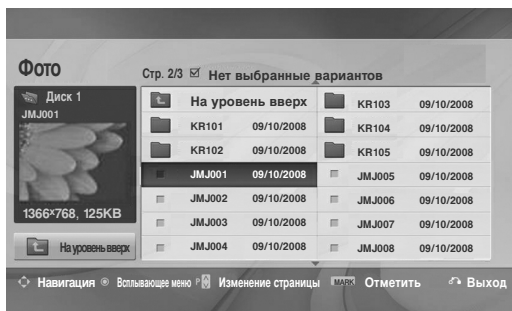 Фото
Стр. 2/3 ☑ Нет выбранные вариантов
Диск 1
JMJ001
1366x768, 125KB
На уровень вверх
На уровень вверх
KR101 09/10/2008
KR102 09/10/2008
JMJ001 09/10/2008
JMJ002 09/10/2008
JMJ003 09/10/2008
JMJ004 09/10/2008
KR103 09/10/2008
KR104 09/10/2008
KR105 09/10/2008
JMJ005 09/10/2008
JMJ006 09/10/2008
JMJ007 09/10/2008
JMJ008 09/10/2008
Навигация Всплывающее меню P Изменение страницы MARK Отметить Выход